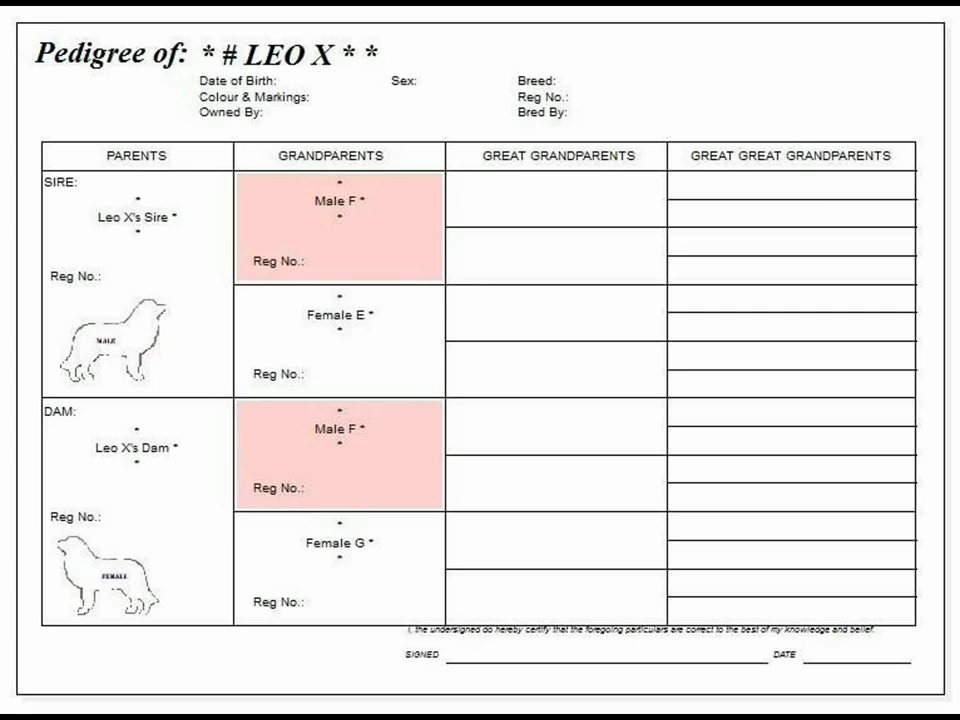 Pedigree of: * # LEO X * *
Date of Birth: Sex: Breed:
Colour & Markings: Reg No.:
Owned By: Bred By:
PARENTS GRANDPARENTS GREAT GRANDPARENTS GREAT GREAT GRANDPARENTS
SIRE:
*
Leo X's Sire *
*
Reg No.:
MALE
*
Male F *
*
Reg No.:
*
Female E *
*
Reg No.:
DAM:
*
Leo X's Dam *
*
Reg No.:
FEMALE
*
Male F *
*
Reg No.:
*
Female G *
*
Reg No.:
I, the undersigned do hereby certify that the foregoing particulars are correct to the best of my knowledge and belief.
SIGNED DATE